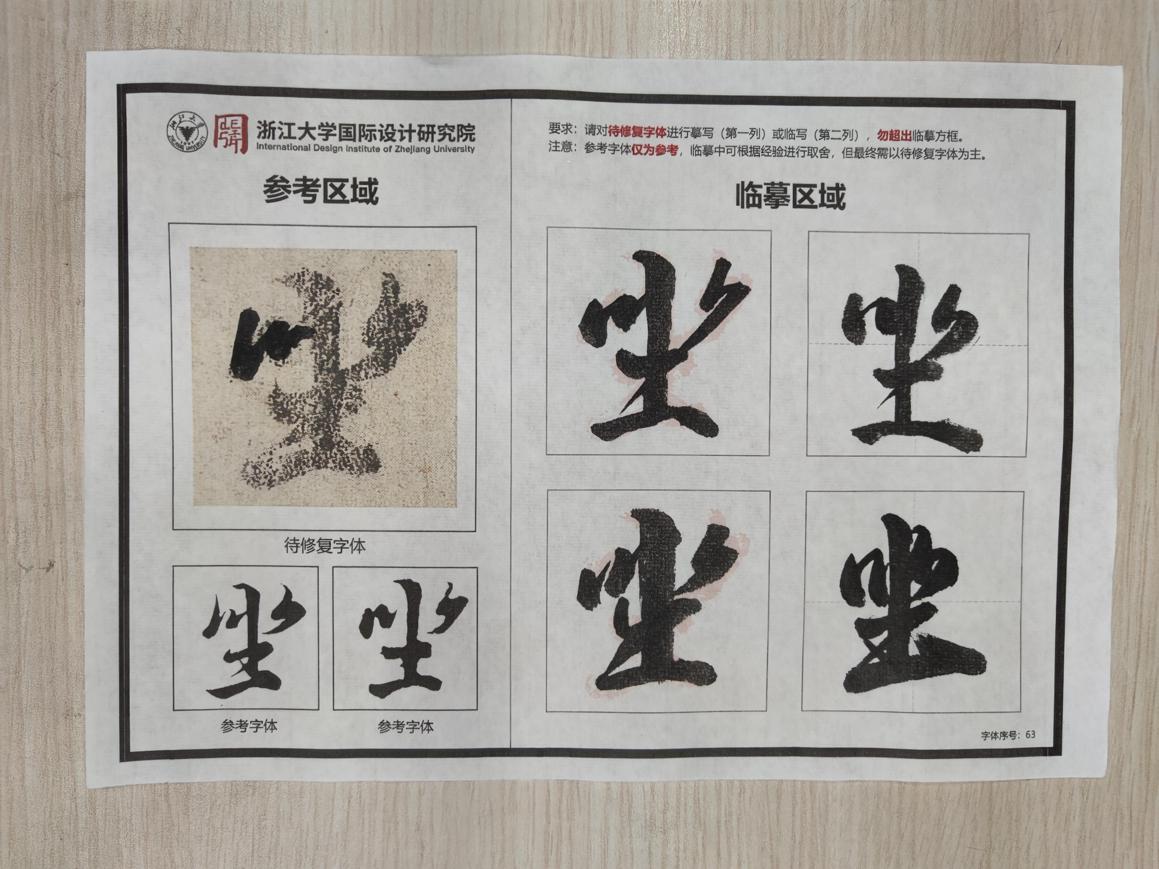 浙江大学国际设计研究院
International Design Institute of Zhejiang University
参考区域
坐
待修复字体
坐
坐
参考字体
参考字体
要求：请对待修复字体进行摹写（第一列）或临写（第二列），勿超出临摹方框。
注意：参考字体仅为参考，临摹中可根据经验进行取舍，但最终需以待修复字体为主。
临摹区域
坐
坐
坐
坐
字体序号：63